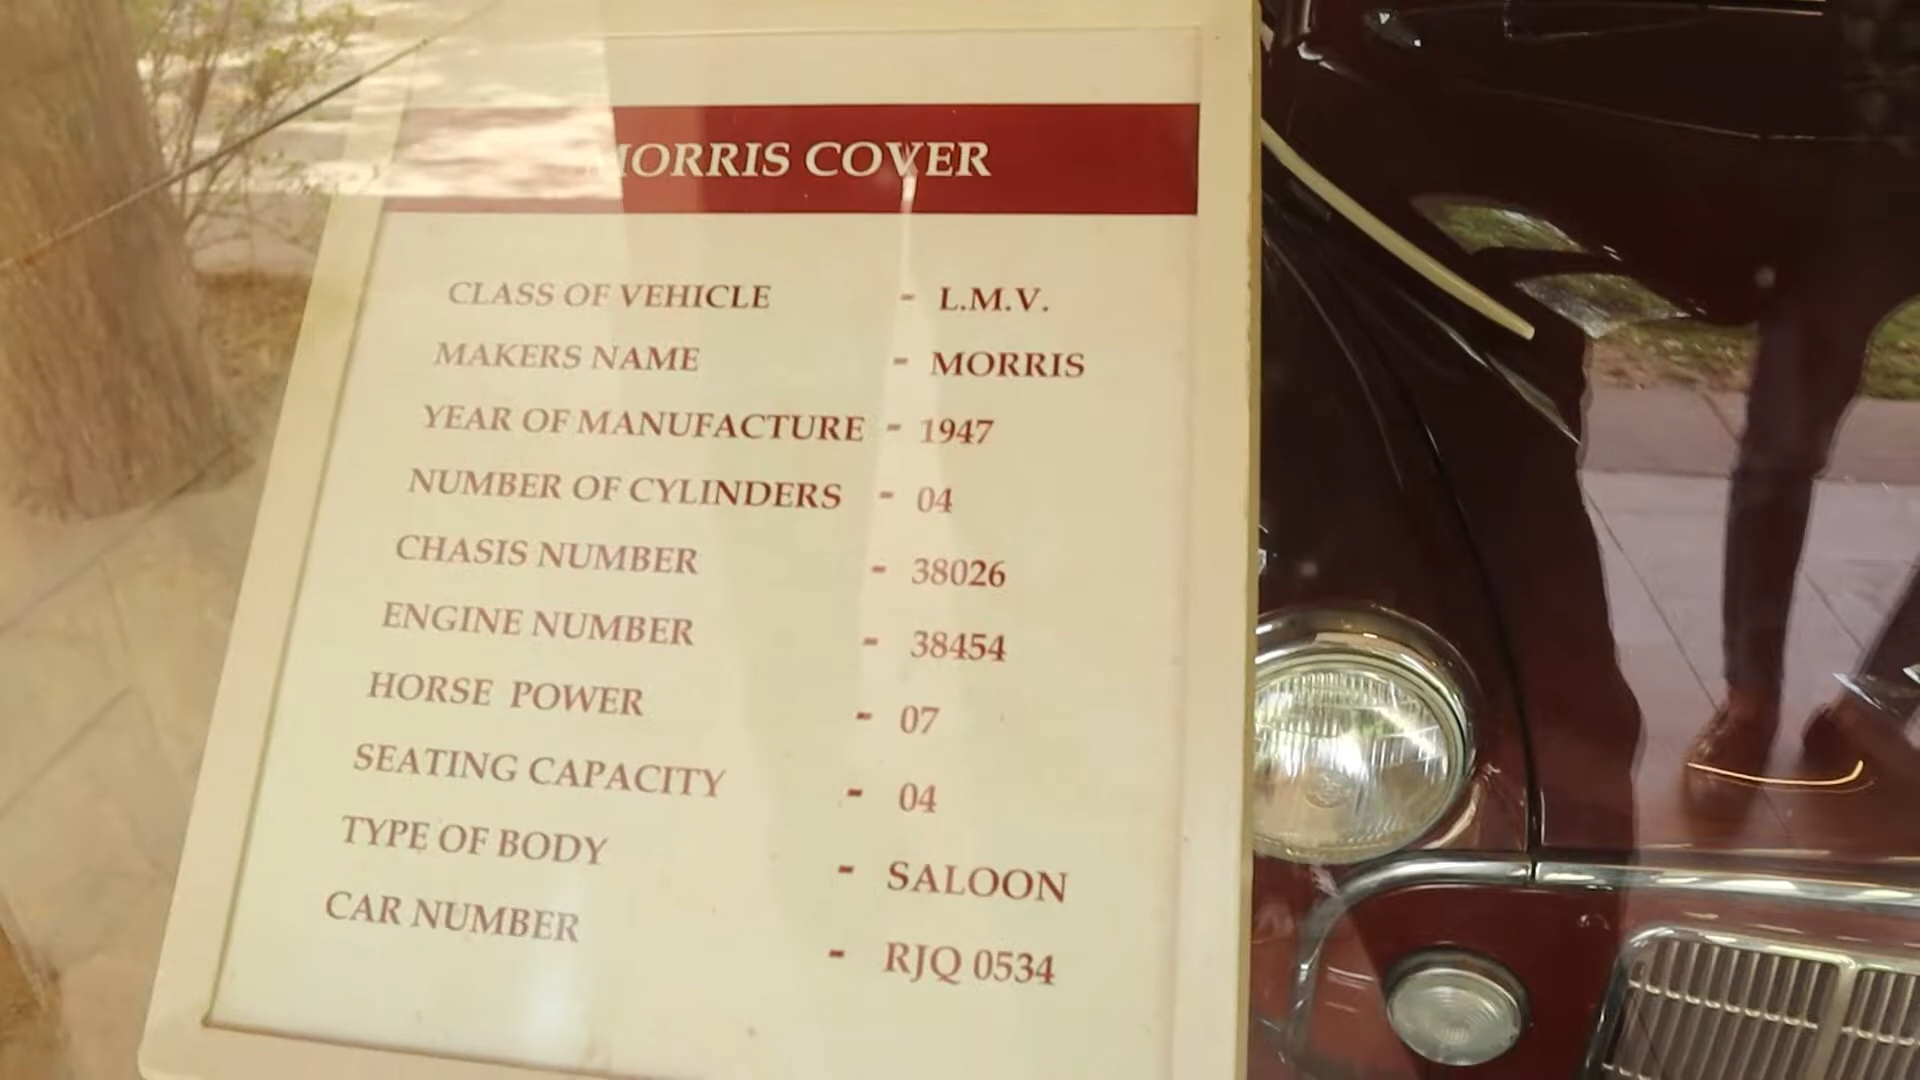 MORRIS COVER
CLASS OF VEHICLE - L.M.V.
MAKERS NAME - MORRIS
YEAR OF MANUFACTURE - 1947
NUMBER OF CYLINDERS - 04
CHASIS NUMBER - 38026
ENGINE NUMBER - 38454
HORSE POWER - 07
SEATING CAPACITY - 04
TYPE OF BODY - SALOON
CAR NUMBER - RJQ 0534